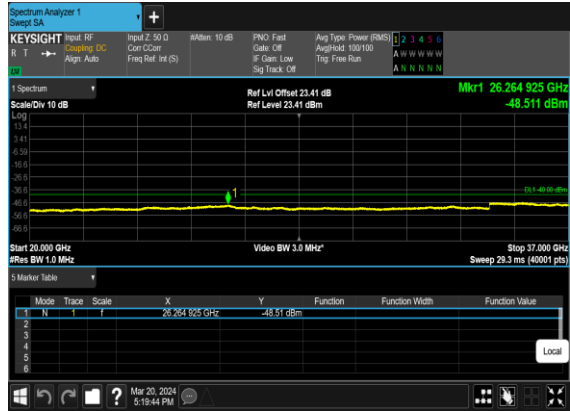 Spectrum Analyzer 1
Swept SA
+
KEYSIGHT Input: RF Input Z: 50 Ω #Atten: 10 dB PNO: Fast Avg Type: Power (RMS) 1 2 3 4 5 6
R T Coupling: DC Corr CCorr Gate: Off Avg|Hold: 100/100 A W W W W W
Align: Auto Freq Ref: Int (S) IF Gain: Low Trig: Free Run A N N N N N
Sig Track: Off
LXI
1 Spectrum Ref Lvl Offset 23.41 dB Mkr1 26.264 925 GHz
Scale/Div 10 dB Ref Level 23.41 dBm -48.511 dBm
Log
13.4
3.41
-6.59
-16.6
-26.6
-36.6 1 DL1 -40.00 dBm
-46.6
-56.6
-66.6
Start 20.000 GHz Video BW 3.0 MHz* Stop 37.000 GHz
#Res BW 1.0 MHz Sweep 29.3 ms (40001 pts)
5 Marker Table
Mode Trace Scale X Y Function Function Width Function Value
1 N 1 f 26.264 925 GHz -48.51 dBm
2
3
4
5
6
Local
? Mar 20, 2024
5:19:44 PM